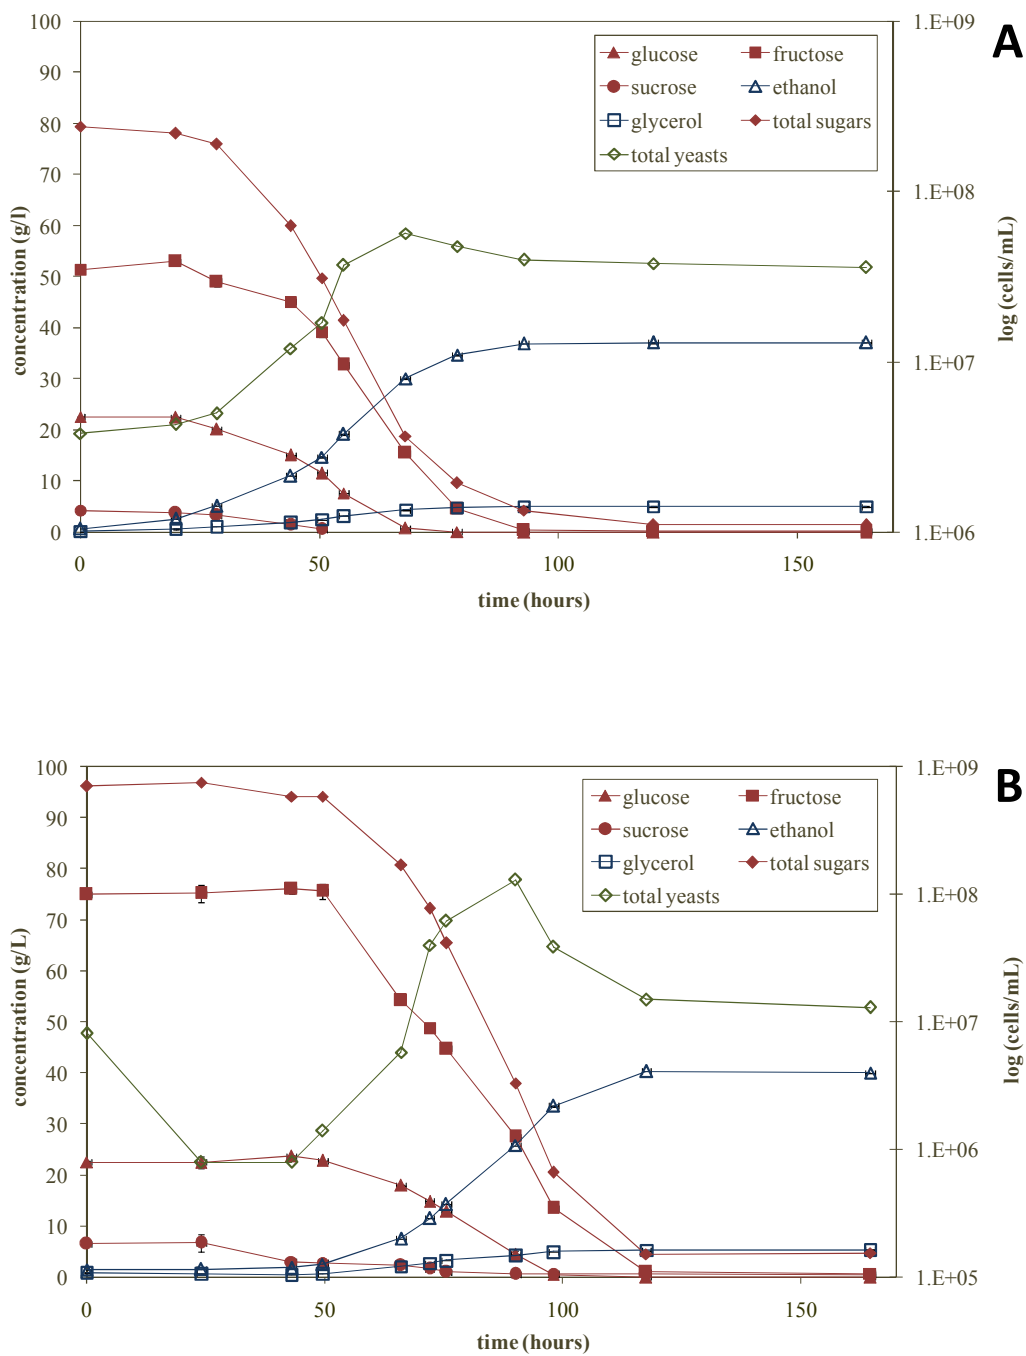 A
100
90
80
70
60
50
40
30
20
10
0
concentration (g/l)
glucose fructose
sucrose ethanol
glycerol total sugars
total yeasts
1.E+09
1.E+08
1.E+07
1.E+06
log (cells/mL)
0 50 100 150
time (hours)
B
100
90
80
70
60
50
40
30
20
10
0
concentration (g/L)
glucose fructose
sucrose ethanol
glycerol total sugars
total yeasts
1.E+09
1.E+08
1.E+07
1.E+06
1.E+05
log (cells/mL)
0 50 100 150
time (hours)